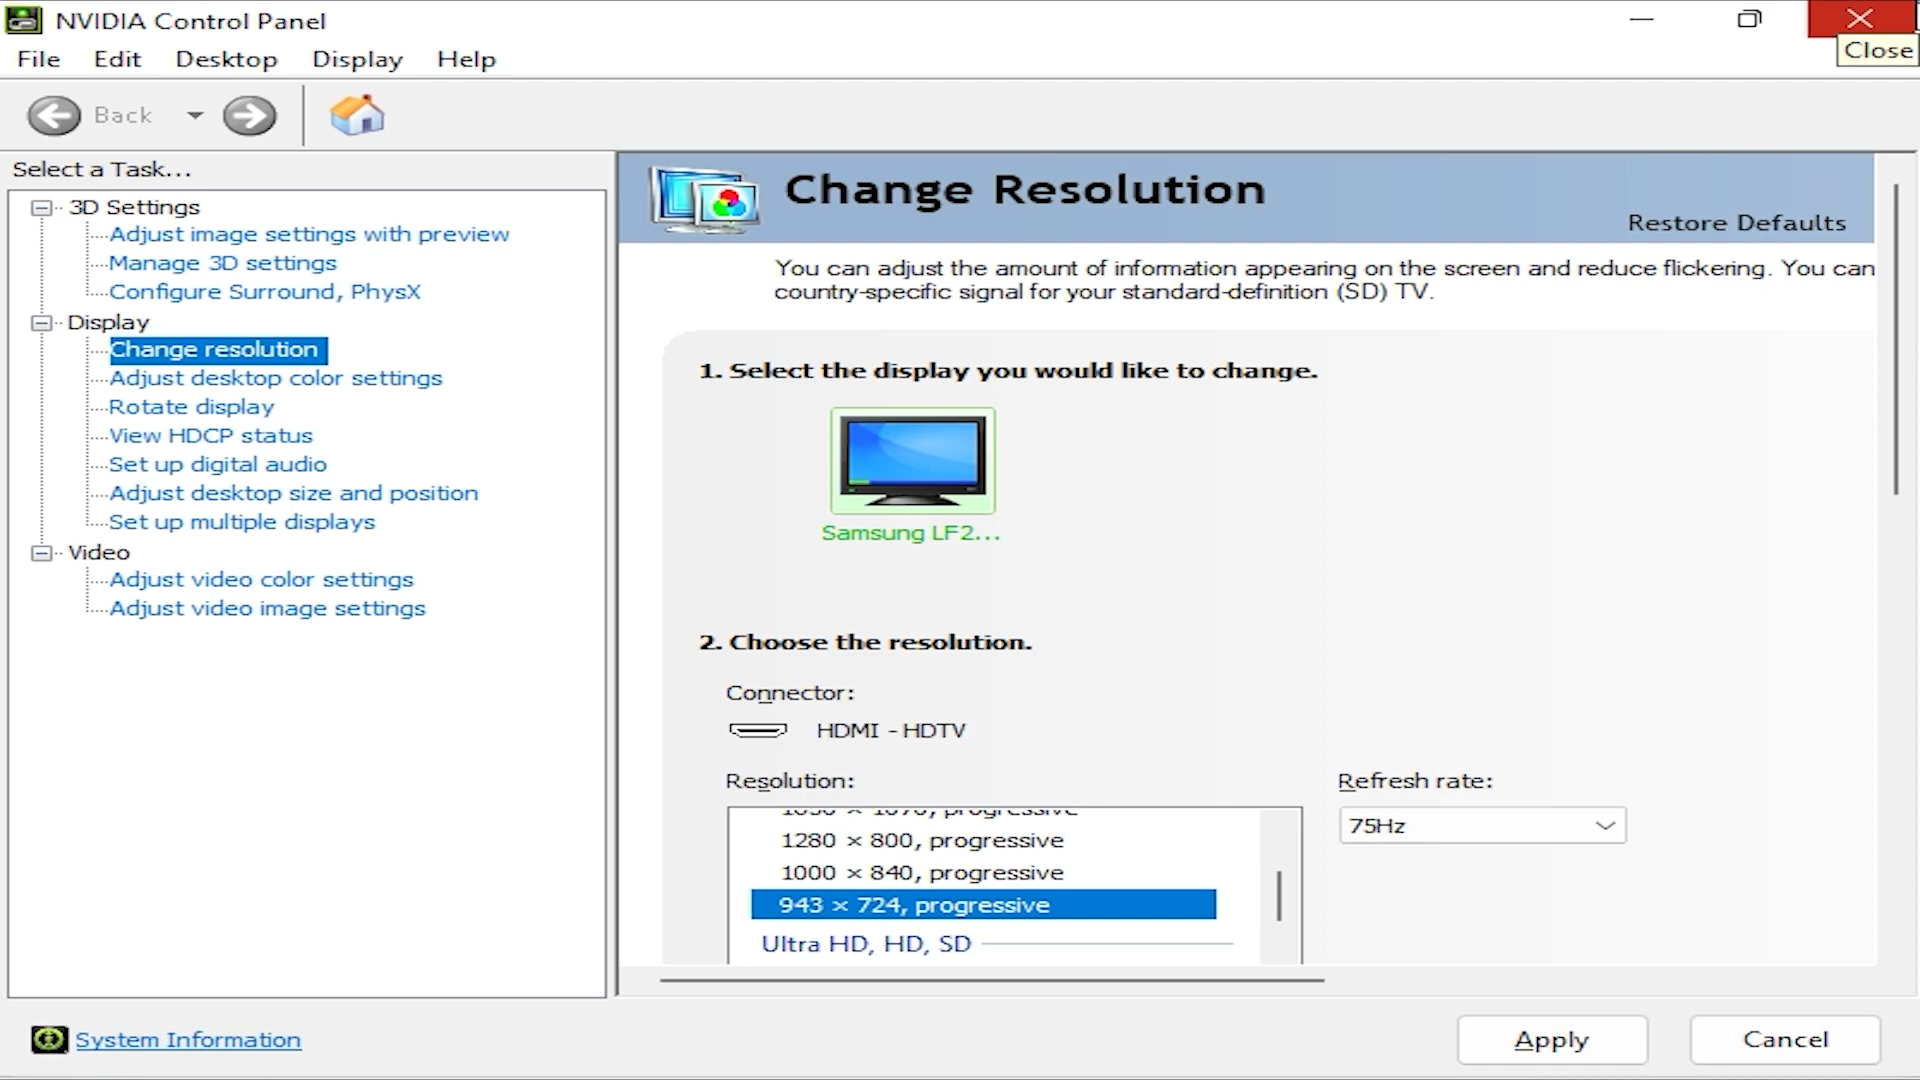 NVIDIA Control Panel
Close
File Edit Desktop Display Help
Back
Select a Task...
3D Settings
Adjust image settings with preview
Manage 3D settings
Configure Surround, PhysX
Display
Change resolution
Adjust desktop color settings
Rotate display
View HDCP status
Set up digital audio
Adjust desktop size and position
Set up multiple displays
Video
Adjust video color settings
Adjust video image settings
System Information
Change Resolution
Restore Defaults
You can adjust the amount of information appearing on the screen and reduce flickering. You can
country-specific signal for your standard-definition (SD) TV.
1. Select the display you would like to change.
Samsung LF2...
2. Choose the resolution.
Connector:
HDMI - HDTV
Resolution:
1280 × 800, progressive
1000 × 840, progressive
943 × 724, progressive
Ultra HD, HD, SD
Refresh rate:
75Hz
Apply
Cancel